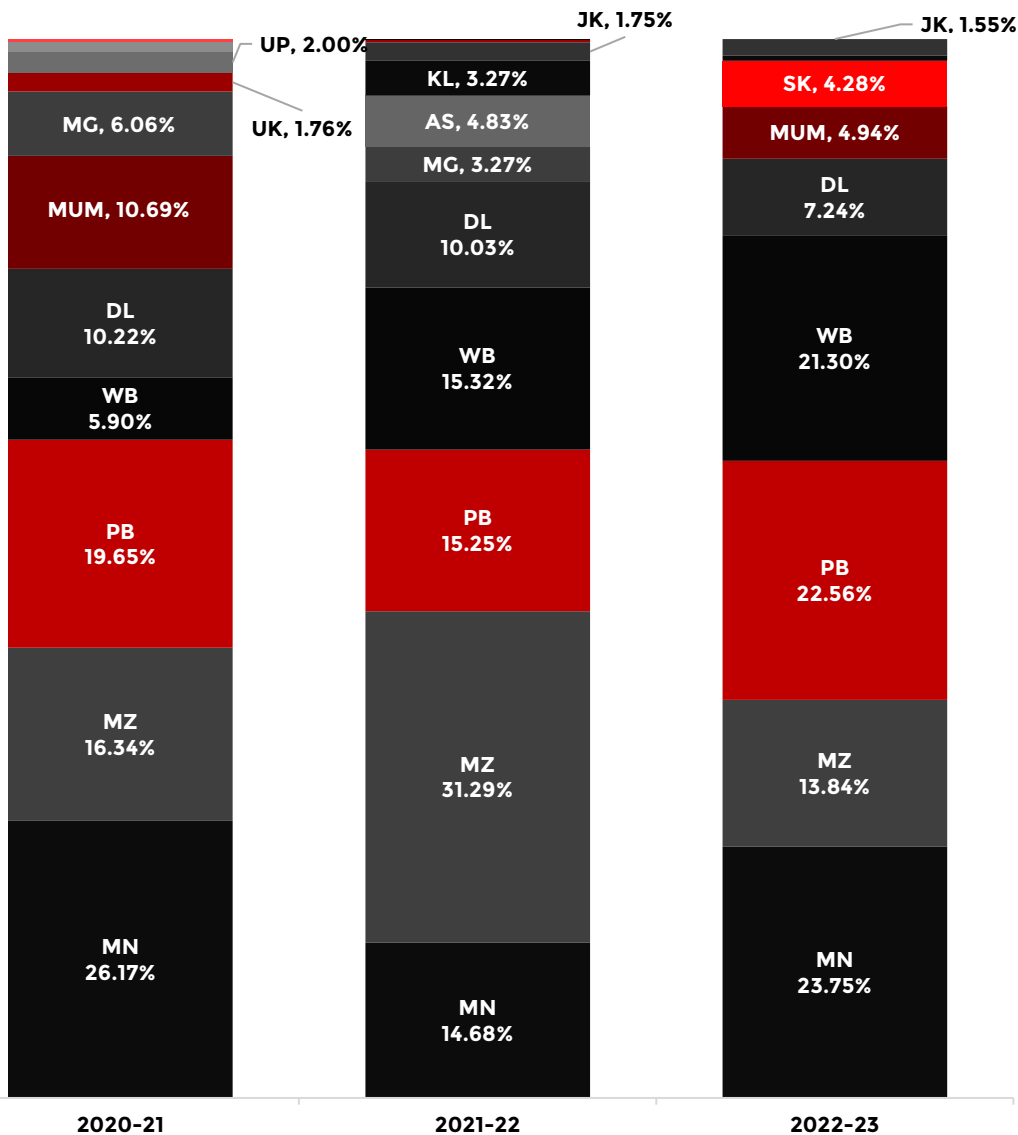 UP, 2.00%
UK, 1.76%
MG, 6.06%
MUM, 10.69%
DL
10.22%
WB
5.90%
PB
19.65%
MZ
16.34%
MN
26.17%
2020-21
JK, 1.75%
KL, 3.27%
AS, 4.83%
MG, 3.27%
DL
10.03%
WB
15.32%
PB
15.25%
MZ
31.29%
MN
14.68%
2021-22
JK, 1.55%
SK, 4.28%
MUM, 4.94%
DL
7.24%
WB
21.30%
PB
22.56%
MZ
13.84%
MN
23.75%
2022-23